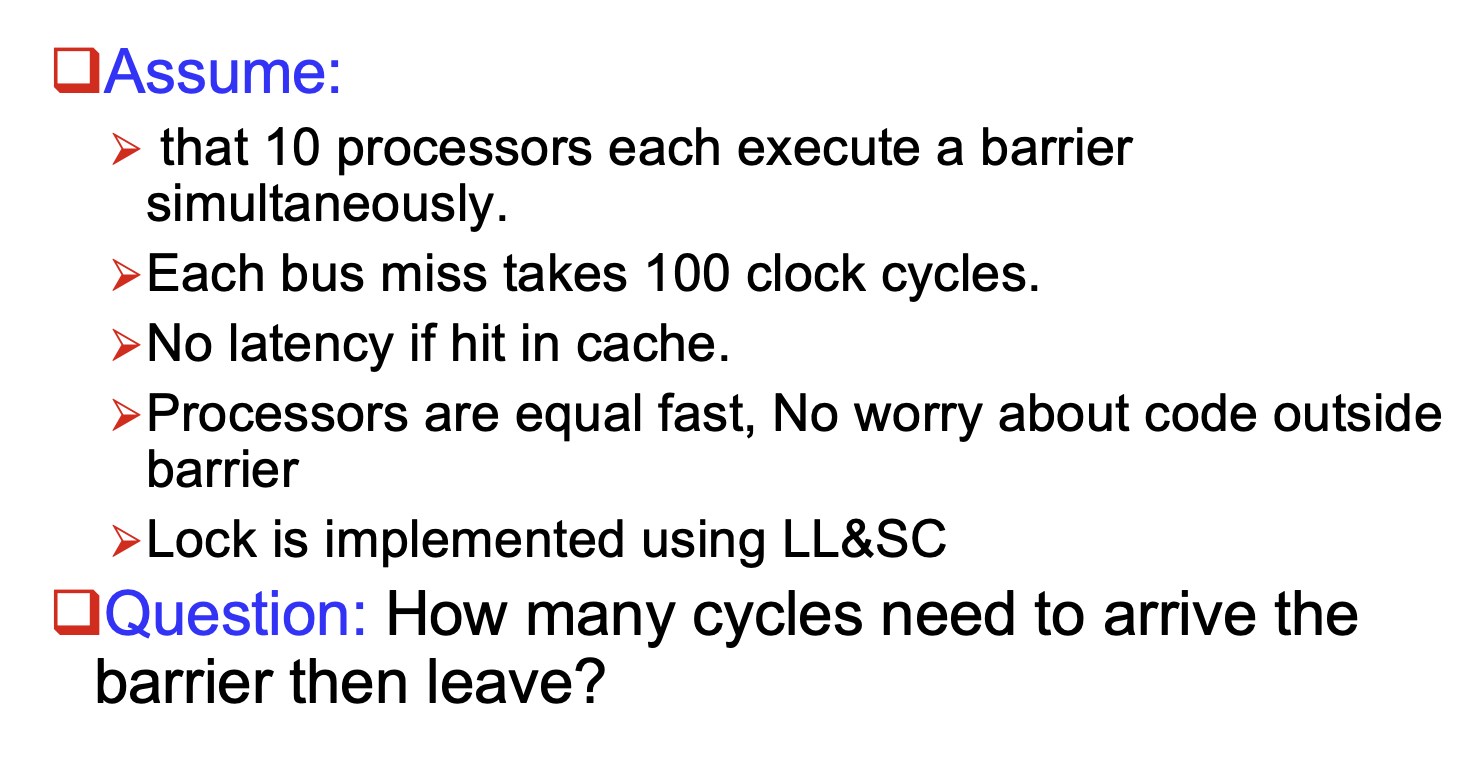 Assume:
that 10 processors each execute a barrier
simultaneously.
Each bus miss takes 100 clock cycles.
No latency if hit in cache.
Processors are equal fast, No worry about code outside
barrier
Lock is implemented using LL&SC
Question: How many cycles need to arrive the
barrier then leave?